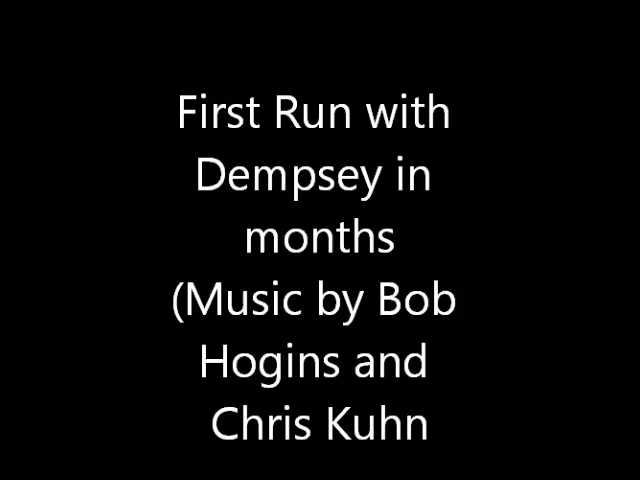 First Run with
Dempsey in
months
(Music by Bob
Hogins and
Chris Kuhn